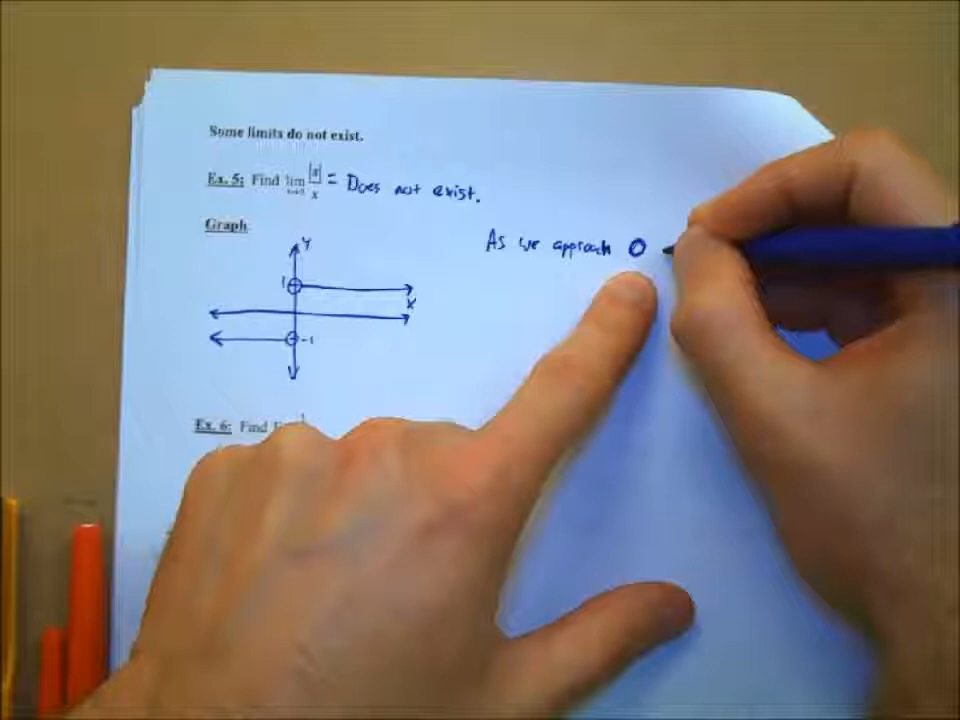 Some limits do not exist.
Ex. 5: Find lim x→0 |x|/x = Does not exist.
Graph
As we approach 0
Y
1
X
-1
Ex. 6: Find